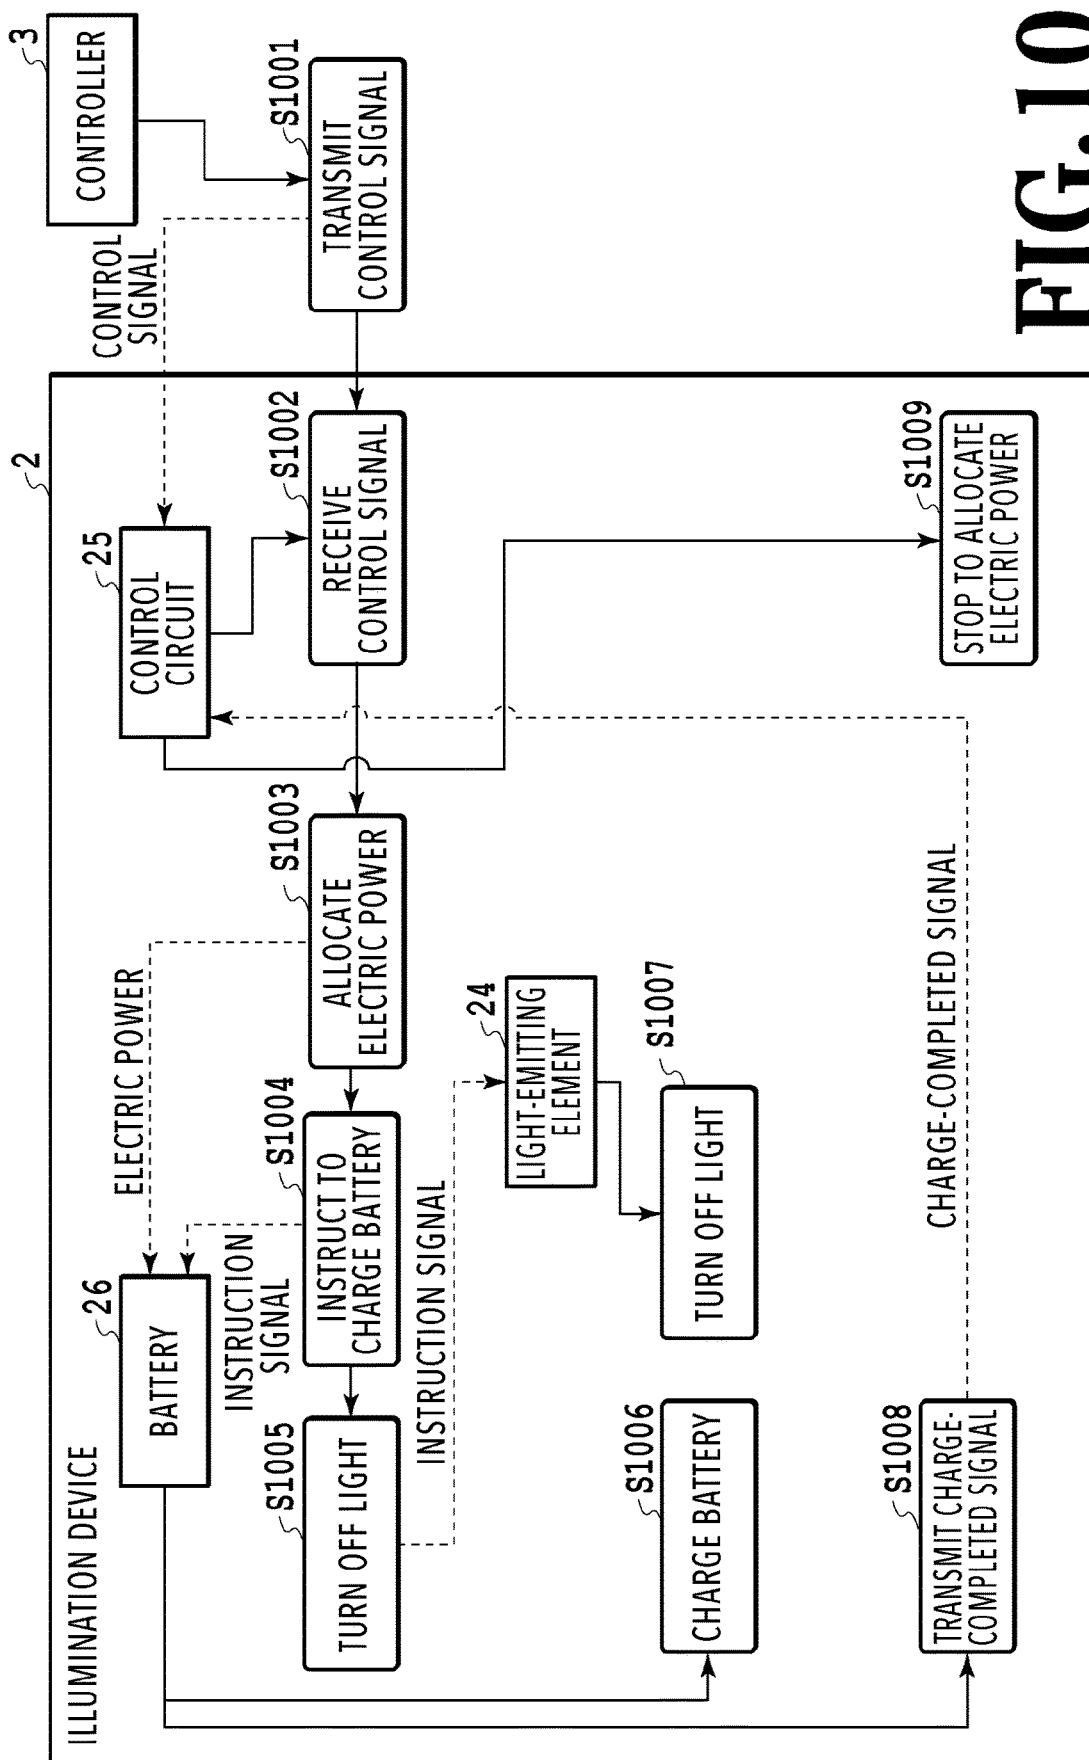 ILLUMINATION DEVICE
2
3
CONTROLLER
CONTROL
SIGNAL
S1001
TRANSMIT
CONTROL SIGNAL
25
CONTROL
CIRCUIT
S1002
RECEIVE
CONTROL SIGNAL
26
BATTERY
ELECTRIC POWER
S1003
ALLOCATE
ELECTRIC POWER
INSTRUCTION
SIGNAL
S1004
INSTRUCT TO
CHARGE BATTERY
S1005
TURN OFF LIGHT
INSTRUCTION SIGNAL
24
LIGHT-EMITTING
ELEMENT
S1006
CHARGE BATTERY
S1007
TURN OFF LIGHT
S1008
TRANSMIT CHARGE-
COMPLETED SIGNAL
CHARGE-COMPLETED SIGNAL
S1009
STOP TO ALLOCATE
ELECTRIC POWER
FIG.10